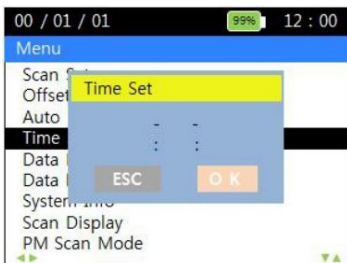 00 / 01 / 01 99% 12 : 00
Menu
Scan
Offset
Time Set
Auto
Time
- -
: :
Data
Data
ESC O K
System
Scan Display
PM Scan Mode